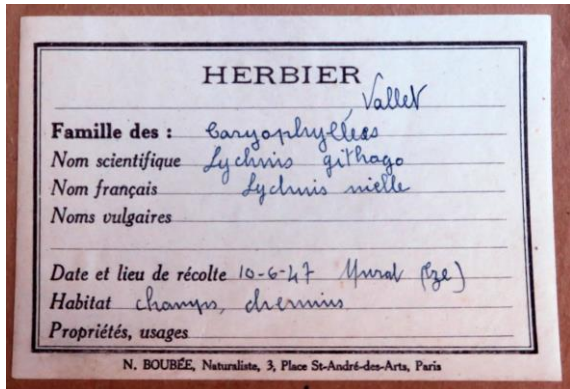 HERBIER
Vallet
Famille des : Caryophyllées
Nom scientifique Lychnis githago
Nom français Lychnis nielle
Noms vulgaires
Date et lieu de récolte 10-6-47
Habitat champs, chemins
Propriétés, usages
N. BOUBÉE, Naturaliste, 3, Place St-André-des-Arts, Paris